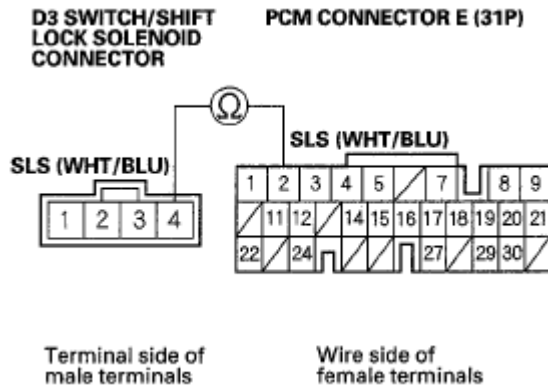 D3 SWITCH/SHIFT
LOCK SOLENOID
CONNECTOR
PCM CONNECTOR E (31P)
Ω
SLS (WHT/BLU)
SLS (WHT/BLU)
1 2 3 4
1 2 3 4 5 7 8 9
11 12 14 15 16 17 18 19 20 21
22 24 27 29 30
Terminal side of
male terminals
Wire side of
female terminals